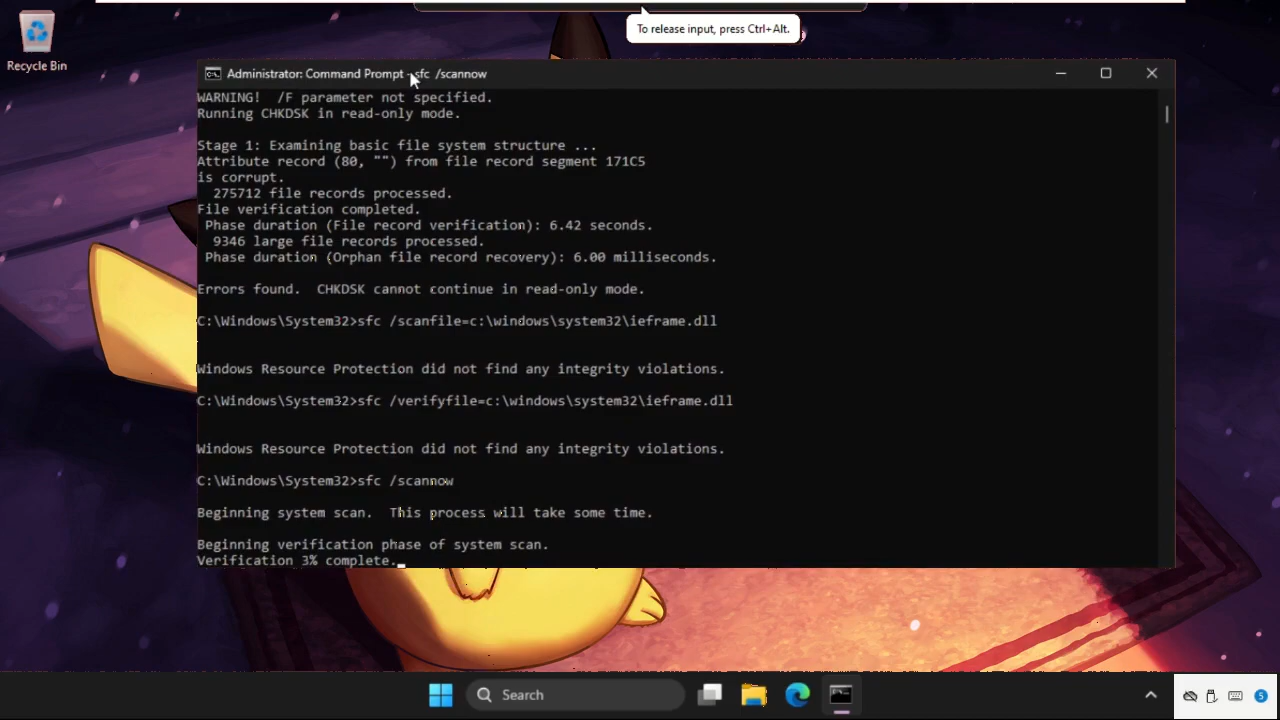 To release input, press Ctrl+Alt.
Recycle Bin
Administrator: Command Prompt - sfc  /scannow
WARNING!  /F parameter not specified.
Running CHKDSK in read-only mode.
Stage 1: Examining basic file system structure ...
Attribute record (80, "") from file record segment 171C5
is corrupt.
275712 file records processed.
File verification completed.
Phase duration (File record verification): 6.42 seconds.
9346 large file records processed.
Phase duration (Orphan file record recovery): 6.00 milliseconds.
Errors found.  CHKDSK cannot continue in read-only mode.
C:\Windows\System32>sfc /scanfile=c:\windows\system32\ieframe.dll
Windows Resource Protection did not find any integrity violations.
C:\Windows\System32>sfc /verifyfile=c:\windows\system32\ieframe.dll
Windows Resource Protection did not find any integrity violations.
C:\Windows\System32>sfc /scannow
Beginning system scan.  This process will take some time.
Beginning verification phase of system scan.
Verification 3% complete.
Search
5